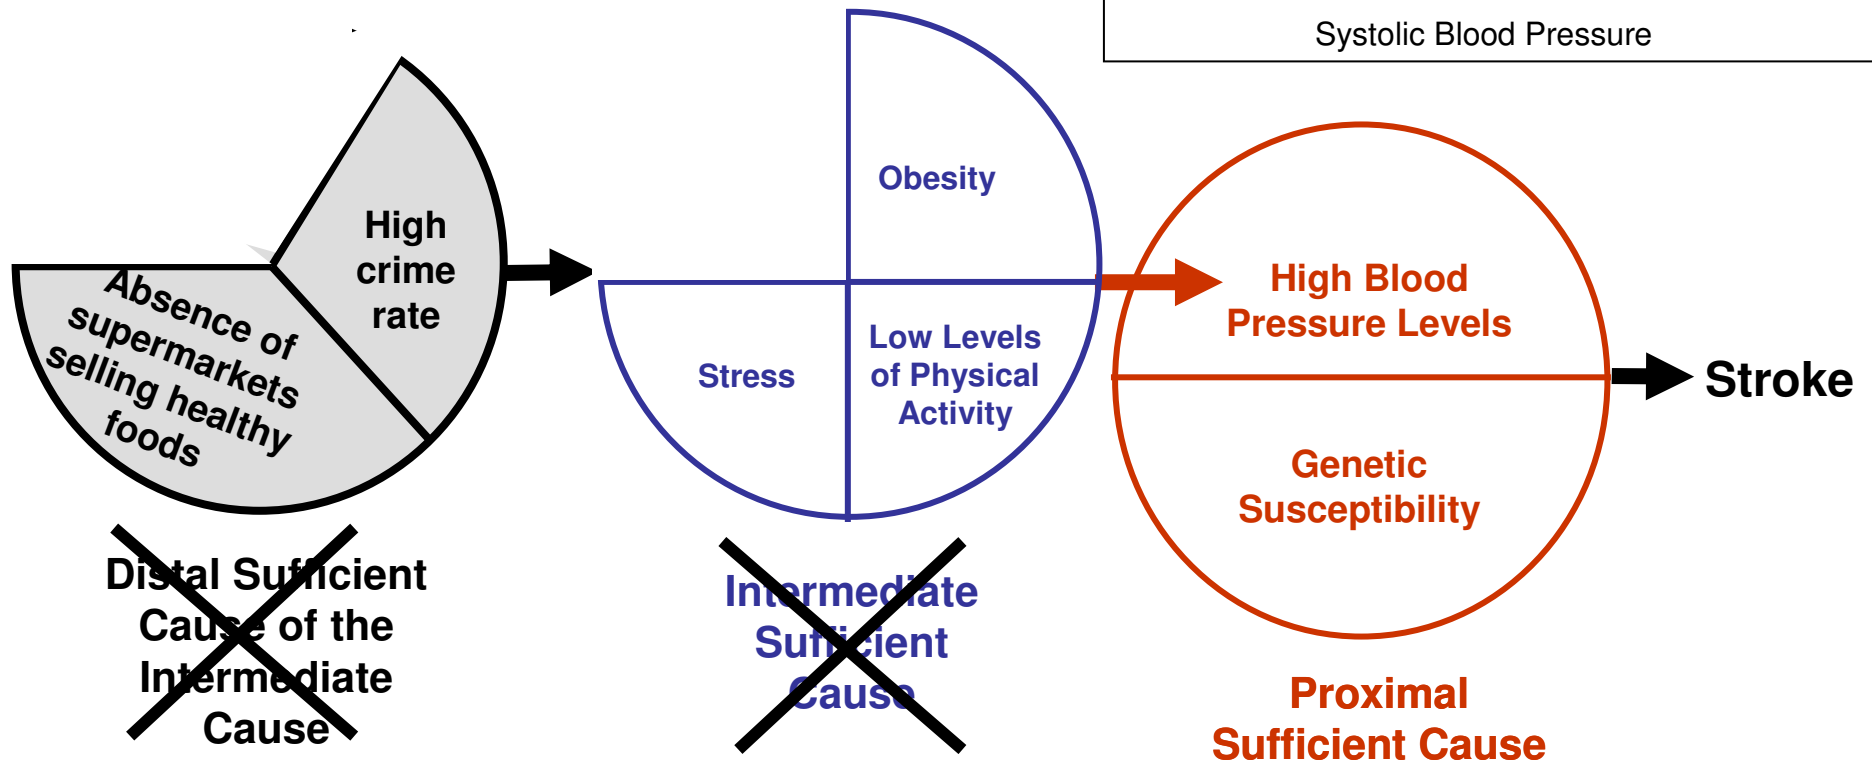 Systolic Blood Pressure
High
crime
rate
Absence of
supermarkets
selling healthy
foods
Distal Sufficient
Cause of the
Intermediate
Cause
Obesity
Stress
Low Levels
of Physical
Activity
Intermediate
Sufficient
Cause
High Blood
Pressure Levels
Genetic
Susceptibility
Proximal
Sufficient Cause
Stroke